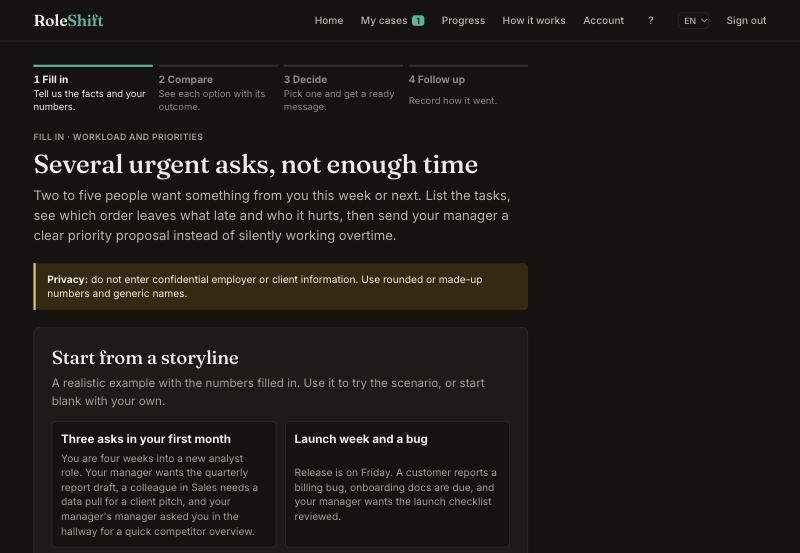 RoleShift
Home My cases 1 Progress How it works Account ? EN Sign out
1 Fill in
Tell us the facts and your
numbers.
2 Compare
See each option with its
outcome.
3 Decide
Pick one and get a ready
message.
4 Follow up
Record how it went.
FILL IN · WORKLOAD AND PRIORITIES
Several urgent asks, not enough time
Two to five people want something from you this week or next. List the tasks,
see which order leaves what late and who it hurts, then send your manager a
clear priority proposal instead of silently working overtime.
Privacy: do not enter confidential employer or client information. Use rounded or made-up
numbers and generic names.
Start from a storyline
A realistic example with the numbers filled in. Use it to try the scenario, or start
blank with your own.
Three asks in your first month
You are four weeks into a new analyst
role. Your manager wants the quarterly
report draft, a colleague in Sales needs a
data pull for a client pitch, and your
manager's manager asked you in the
hallway for a quick competitor overview.
Launch week and a bug
Release is on Friday. A customer reports a
billing bug, onboarding docs are due, and
your manager wants the launch checklist
reviewed.